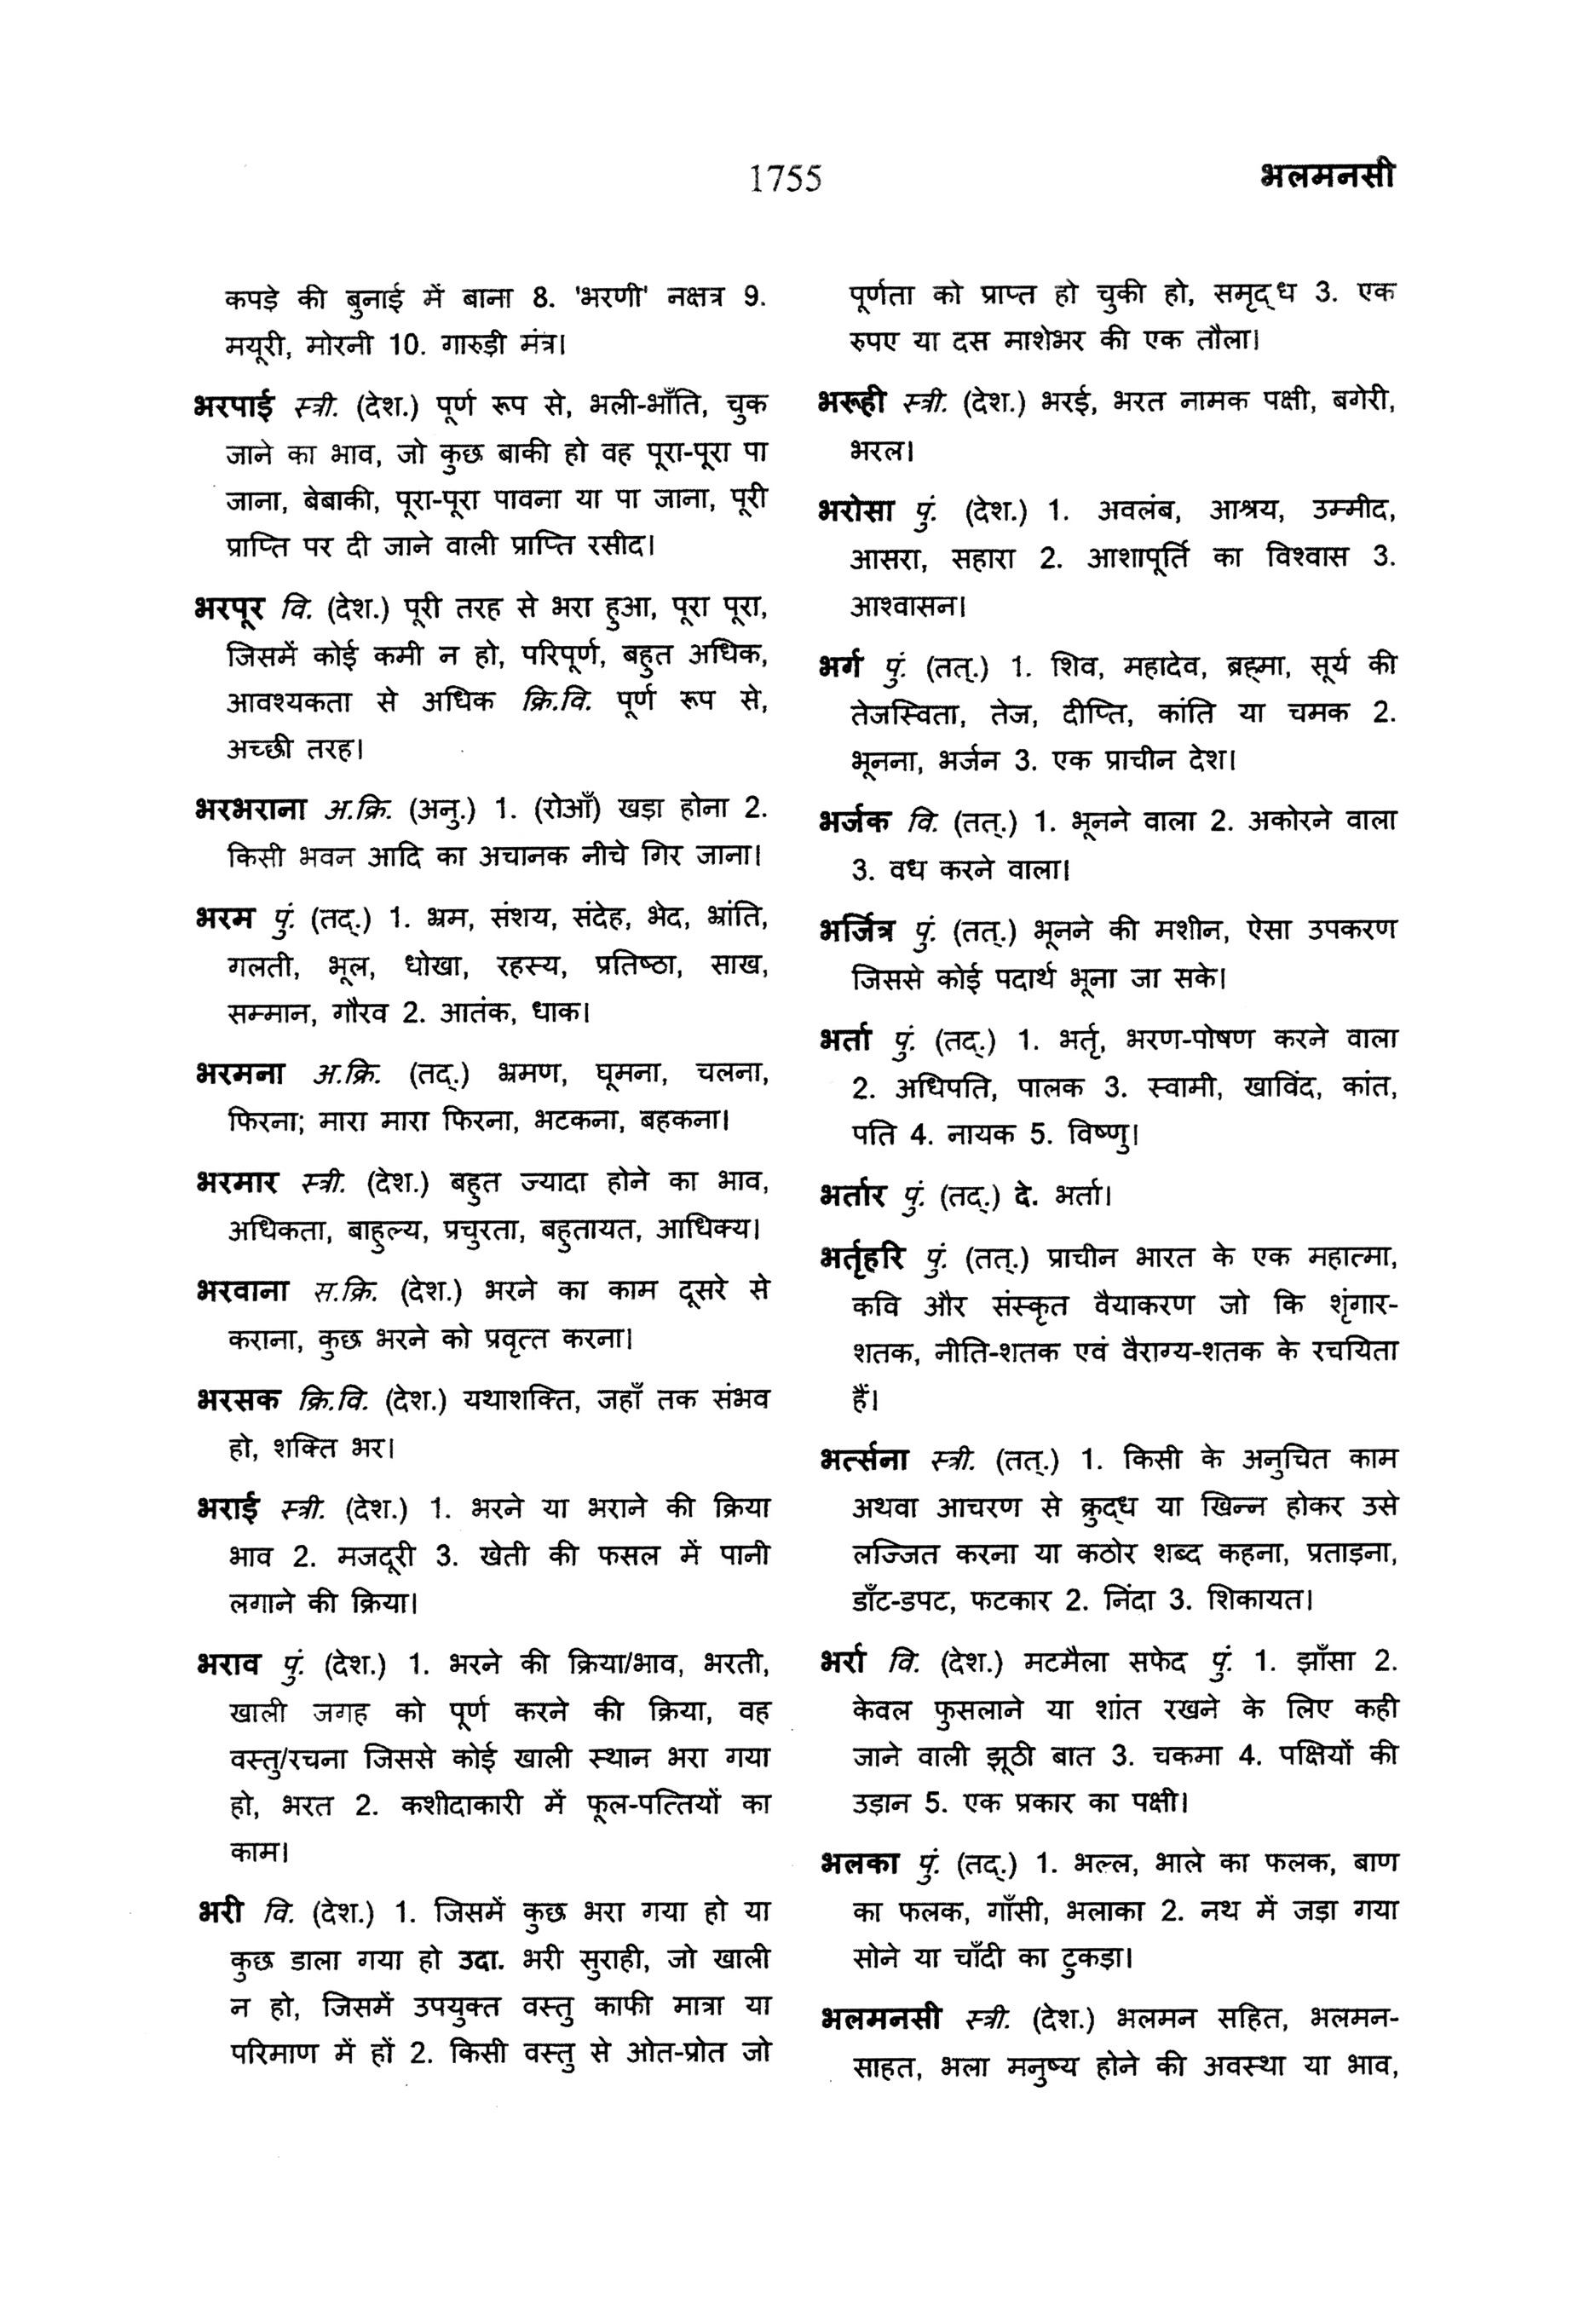 1755
भलमनसी
कपड़े की बुनाई में बाना 8. 'भरणी' नक्षत्र 9.
मयूरी, मोरनी 10. गारुड़ी मंत्र।
भरपाई स्त्री. (देश.) पूर्ण रूप से, भली-भाँति, चुक
जाने का भाव, जो कुछ बाकी हो वह पूरा-पूरा पा
जाना, बेबाकी, पूरा-पूरा पावना या पा जाना, पूरी
प्राप्ति पर दी जाने वाली प्राप्ति रसीद।
भरपूर वि. (देश.) पूरी तरह से भरा हुआ, पूरा पूरा,
जिसमें कोई कमी न हो, परिपूर्ण, बहुत अधिक,
आवश्यकता से अधिक क्रि.वि. पूर्ण रूप से,
अच्छी तरह।
भरभराना अ.क्रि. (अनु.) 1. (रोआँ) खड़ा होना 2.
किसी भवन आदि का अचानक नीचे गिर जाना।
भरम पुं. (तद्.) 1. भ्रम, संशय, संदेह, भेद, भ्रांति,
गलती, भूल, धोखा, रहस्य, प्रतिष्ठा, साख,
सम्मान, गौरव 2. आतंक, धाक।
भरमना अ.क्रि. (तद्.) भ्रमण, घूमना, चलना,
फिरना; मारा मारा फिरना, भटकना, बहकना।
भरमार स्त्री. (देश.) बहुत ज्यादा होने का भाव,
अधिकता, बाहुल्य, प्रचुरता, बहुतायत, आधिक्य।
भरवाना स.क्रि. (देश.) भरने का काम दूसरे से
कराना, कुछ भरने को प्रवृत्त करना।
भरसक क्रि.वि. (देश.) यथाशक्ति, जहाँ तक संभव
हो, शक्ति भर।
भराई स्त्री. (देश.) 1. भरने या भराने की क्रिया
भाव 2. मजदूरी 3. खेती की फसल में पानी
लगाने की क्रिया।
भराव पुं. (देश.) 1. भरने की क्रिया/भाव, भरती,
खाली जगह को पूर्ण करने की क्रिया, वह
वस्तु/रचना जिससे कोई खाली स्थान भरा गया
हो, भरत 2. कशीदाकारी में फूल-पत्तियों का
काम।
भरी वि. (देश.) 1. जिसमें कुछ भरा गया हो या
कुछ डाला गया हो उदा. भरी सुराही, जो खाली
न हो, जिसमें उपयुक्त वस्तु काफी मात्रा या
परिमाण में हों 2. किसी वस्तु से ओत-प्रोत जो
पूर्णता को प्राप्त हो चुकी हो, समृद्ध 3. एक
रुपए या दस माशेभर की एक तौला।
भरूही स्त्री. (देश.) भरई, भरत नामक पक्षी, बगेरी,
भरल।
भरोसा पुं. (देश.) 1. अवलंब, आश्रय, उम्मीद,
आसरा, सहारा 2. आशापूर्ति का विश्वास 3.
आश्वासन।
भर्ग पुं. (तत्.) 1. शिव, महादेव, ब्रह्मा, सूर्य की
तेजस्विता, तेज, दीप्ति, कांति या चमक 2.
भूनना, भर्जन 3. एक प्राचीन देश।
भर्जक वि. (तत्.) 1. भूनने वाला 2. अकोरने वाला
3. वध करने वाला।
भर्जित्र पुं. (तत्.) भूनने की मशीन, ऐसा उपकरण
जिससे कोई पदार्थ भूना जा सके।
भर्ता पुं. (तद्.) 1. भर्तृ, भरण-पोषण करने वाला
2. अधिपति, पालक 3. स्वामी, खाविंद, कांत,
पति 4. नायक 5. विष्णु।
भर्तार पुं. (तद्.) दे. भर्ता।
भर्तृहरि पुं. (तत्.) प्राचीन भारत के एक महात्मा,
कवि और संस्कृत वैयाकरण जो कि शृंगार-
शतक, नीति-शतक एवं वैराग्य-शतक के रचयिता
हैं।
भर्त्सना स्त्री. (तत्.) 1. किसी के अनुचित काम
अथवा आचरण से क्रुद्ध या खिन्न होकर उसे
लज्जित करना या कठोर शब्द कहना, प्रताड़ना,
डाँट-डपट, फटकार 2. निंदा 3. शिकायत।
भर्रा वि. (देश.) मटमैला सफेद पुं. 1. झाँसा 2.
केवल फुसलाने या शांत रखने के लिए कही
जाने वाली झूठी बात 3. चकमा 4. पक्षियों की
उड़ान 5. एक प्रकार का पक्षी।
भलका पुं. (तद्.) 1. भल्ल, भाले का फलक, बाण
का फलक, गाँसी, भलाका 2. नथ में जड़ा गया
सोने या चाँदी का टुकड़ा।
भलमनसी स्त्री. (देश.) भलमन सहित, भलमन-
साहत, भला मनुष्य होने की अवस्था या भाव,